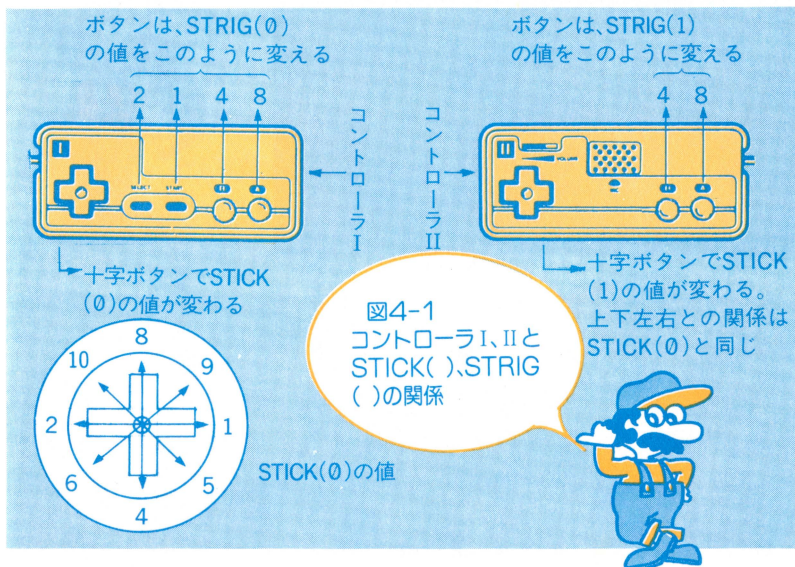 ボタンは、STRIG(0)
の値をこのように変える
2 1 4 8
I
SELECT START B A
コントローラI
十字ボタンでSTICK
(0)の値が変わる
8
10 9
2 1
6 5
4
STICK(0)の値
ボタンは、STRIG(1)
の値をこのように変える
4 8
II
VOLUME
MIC
B A
コントローラII
十字ボタンでSTICK
(1)の値が変わる。
上下左右との関係は
STICK(0)と同じ
図4-1
コントローラI、IIと
STICK( )、STRIG
( )の関係